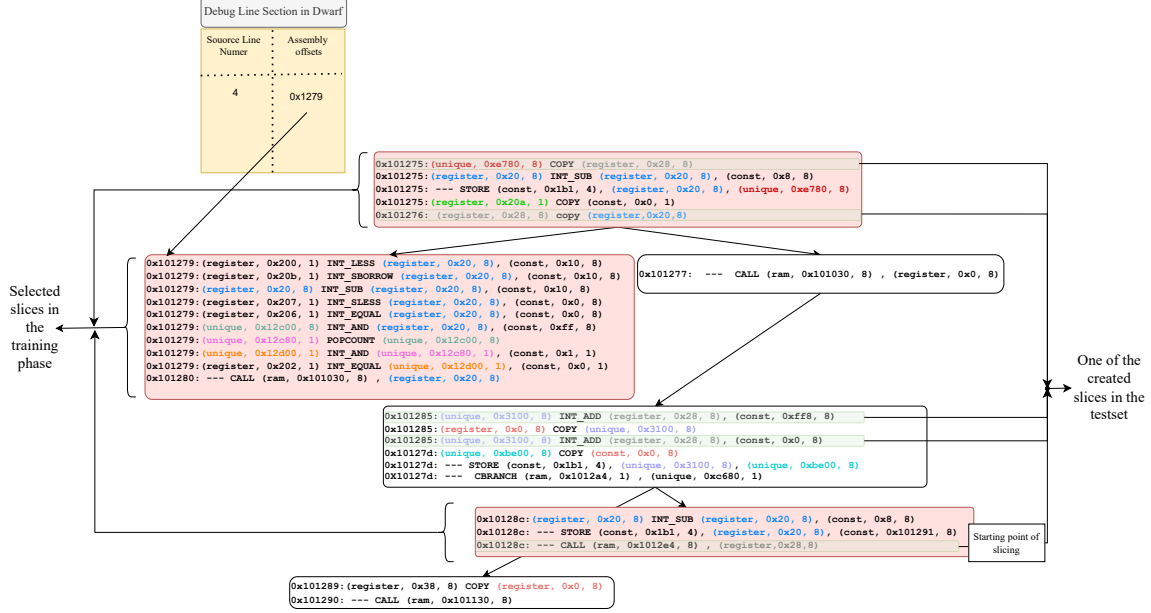 Debug Line Section in Dwarf
Souorce Line Numer
Assembly offsets
4
0x1279
0x101275:(unique, 0xe780, 8) COPY (register, 0x28, 8)
0x101275:(register, 0x20, 8) INT_SUB (register, 0x20, 8), (const, 0x8, 8)
0x101275: --- STORE (const, 0x1b1, 4), (register, 0x20, 8), (unique, 0xe780, 8)
0x101275:(register, 0x20a, 1) COPY (const, 0x0, 1)
0x101276: (register, 0x28, 8) copy (register,0x20,8)
0x101279:(register, 0x200, 1) INT_LESS (register, 0x20, 8), (const, 0x10, 8)
0x101279:(register, 0x20b, 1) INT_SBORROW (register, 0x20, 8), (const, 0x10, 8)
0x101279:(register, 0x20, 8) INT_SUB (register, 0x20, 8), (const, 0x10, 8)
0x101279:(register, 0x207, 1) INT_SLESS (register, 0x20, 8), (const, 0x0, 8)
0x101279:(register, 0x206, 1) INT_EQUAL (register, 0x20, 8), (const, 0x0, 8)
0x101279:(unique, 0x12c00, 8) INT_AND (register, 0x20, 8), (const, 0xff, 8)
0x101279:(unique, 0x12c80, 1) POPCOUNT (unique, 0x12c00, 8)
0x101279:(unique, 0x12d00, 1) INT_AND (unique, 0x12c80, 1), (const, 0x1, 1)
0x101279:(register, 0x202, 1) INT_EQUAL (unique, 0x12d00, 1), (const, 0x0, 1)
0x101280: --- CALL (ram, 0x101030, 8) , (register, 0x20, 8)
0x101277: --- CALL (ram, 0x101030, 8) , (register, 0x0, 8)
Selected
slices in
the
training
phase
One of the
created
slices in the
testset
0x101285:(unique, 0x3100, 8) INT_ADD (register, 0x28, 8), (const, 0xff8, 8)
0x101285:(register, 0x0, 8) COPY (unique, 0x3100, 8)
0x101285:(unique, 0x3100, 8) INT_ADD (register, 0x28, 8), (const, 0x0, 8)
0x10127d:(unique, 0xbe00, 8) COPY (const, 0x0, 8)
0x10127d: --- STORE (const, 0x1b1, 4), (unique, 0x3100, 8), (unique, 0xbe00, 8)
0x10127d: --- CBRANCH (ram, 0x1012a4, 1) , (unique, 0xc680, 1)
0x10128c:(register, 0x20, 8) INT_SUB (register, 0x20, 8), (const, 0x8, 8)
0x10128c: --- STORE (const, 0x1b1, 4), (register, 0x20, 8), (const, 0x101291, 8)
0x10128c: --- CALL (ram, 0x1012e4, 8) , (register,0x28,8)
Starting point of
slicing
0x101289:(register, 0x38, 8) COPY (register, 0x0, 8)
0x101290: --- CALL (ram, 0x101130, 8)